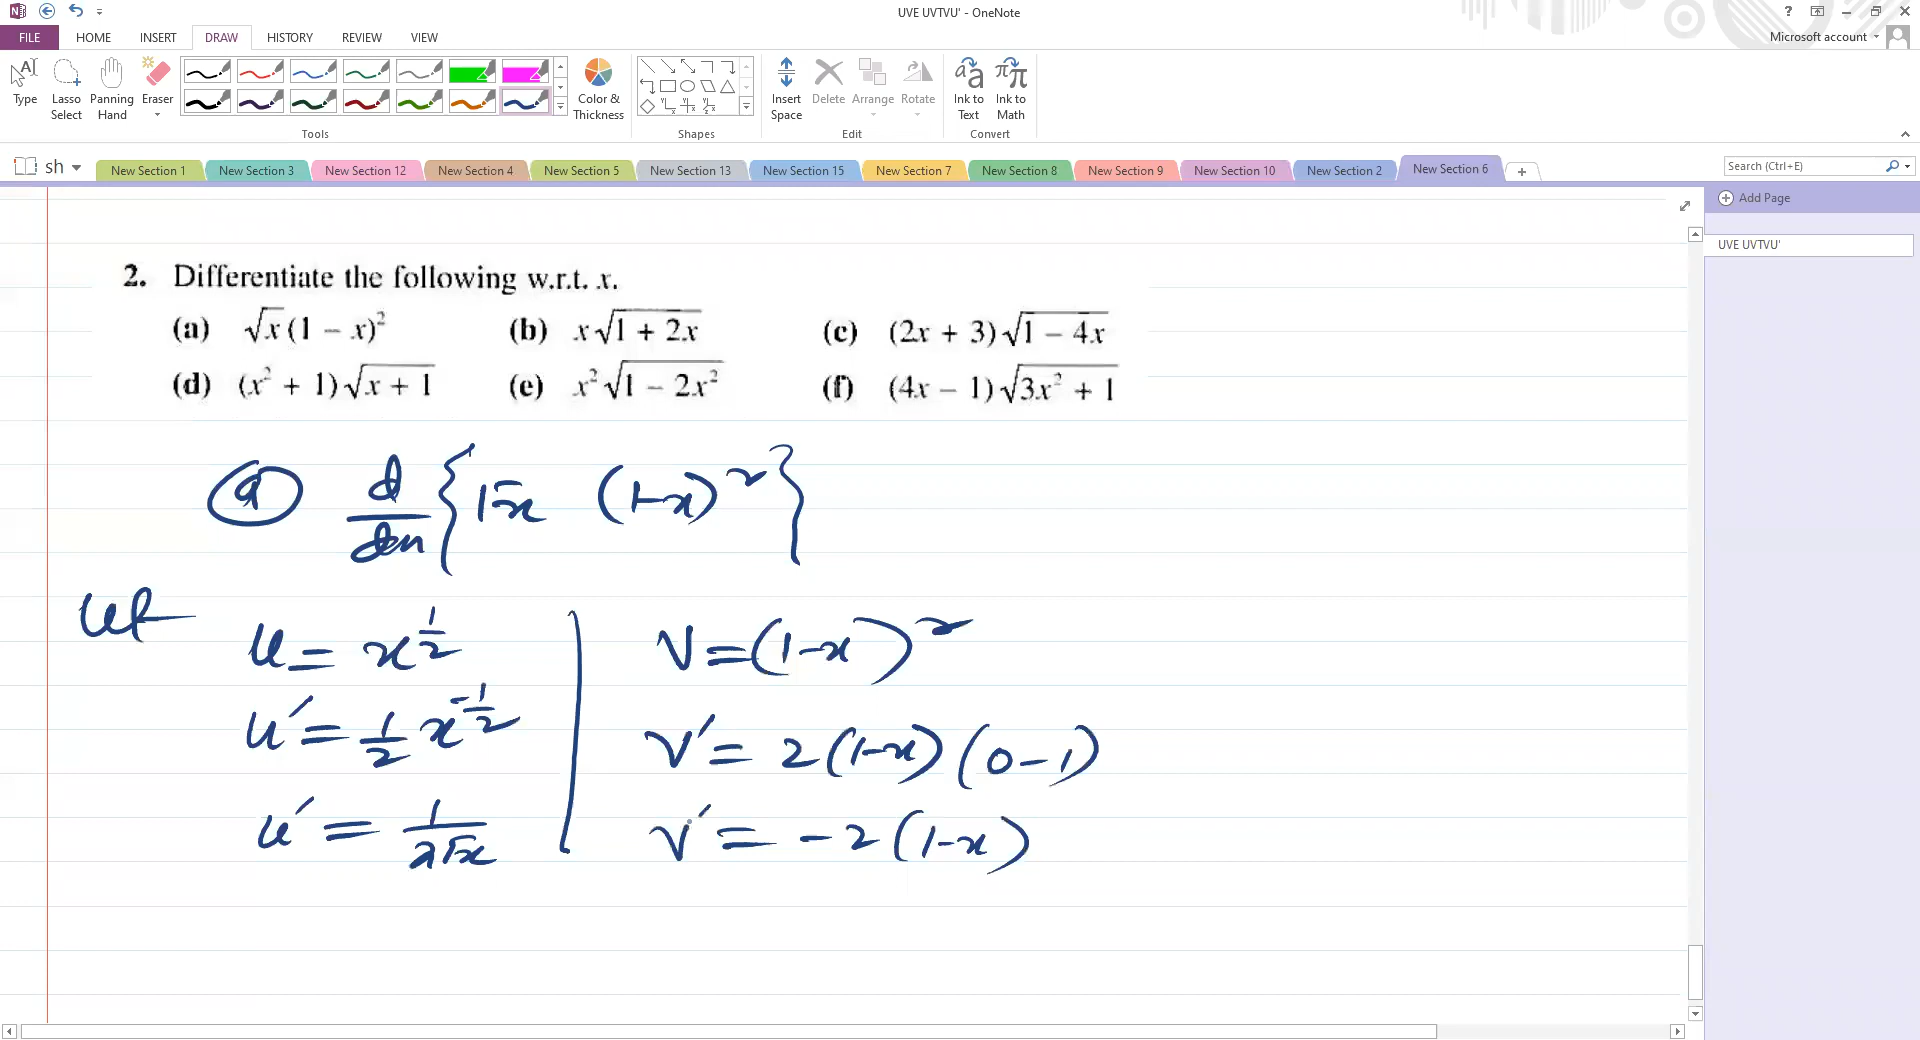 UVE UVTVU' - OneNote
FILE HOME INSERT DRAW HISTORY REVIEW VIEW
Microsoft account
Type Lasso Select Panning Hand Eraser
Color & Thickness
Insert Space Delete Arrange Rotate
Ink to Text Ink to Math
Tools Shapes Edit Convert
sh New Section 1 New Section 3 New Section 12 New Section 4 New Section 5 New Section 13 New Section 15 New Section 7 New Section 8 New Section 9 New Section 10 New Section 2 New Section 6
Search (Ctrl+E)
Add Page
UVE UVTVU'
2. Differentiate the following w.r.t. x.
(a) √x(1 − x)² (b) x√(1 + 2x) (c) (2x + 3)√(1 − 4x)
(d) (x² + 1)√(x + 1) (e) x²√(1 − 2x²) (f) (4x − 1)√(3x² + 1)
(a) d/dx {√x (1-x)²}
let
u = x^(1/2) v = (1-x)²
u' = 1/2 x^(-1/2) v' = 2(1-x)(0-1)
u' = 1/(2√x) v' = -2(1-x)